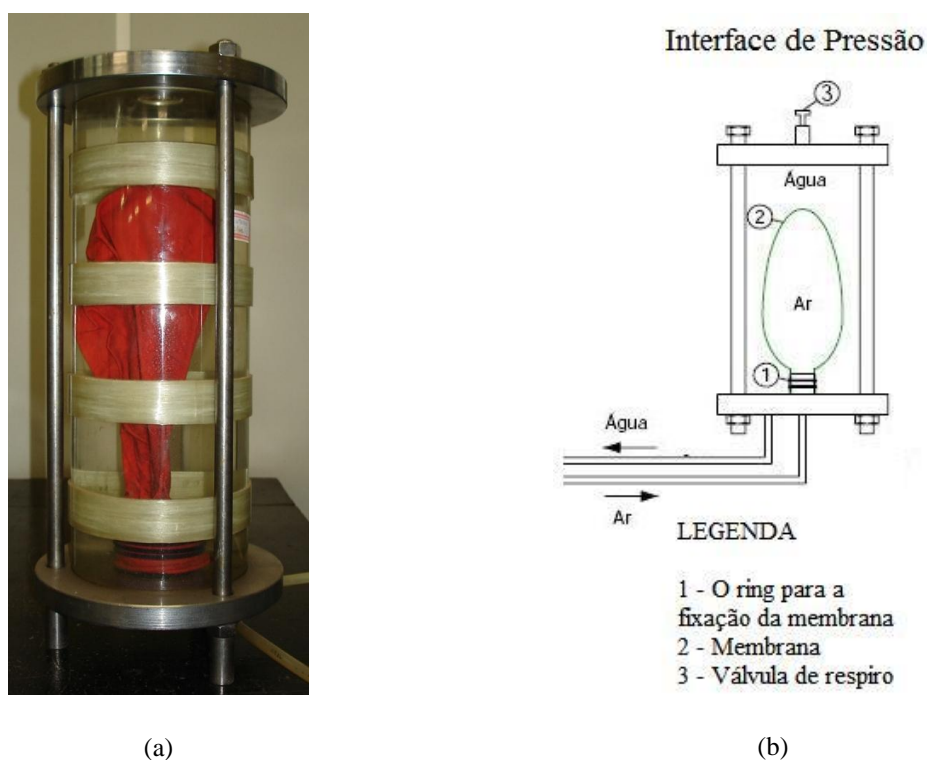 Interface de Pressão
3
Água
2
Ar
1
Água
Ar
LEGENDA
1 - O ring para a
fixação da membrana
2 - Membrana
3 - Válvula de respiro
(a)
(b)